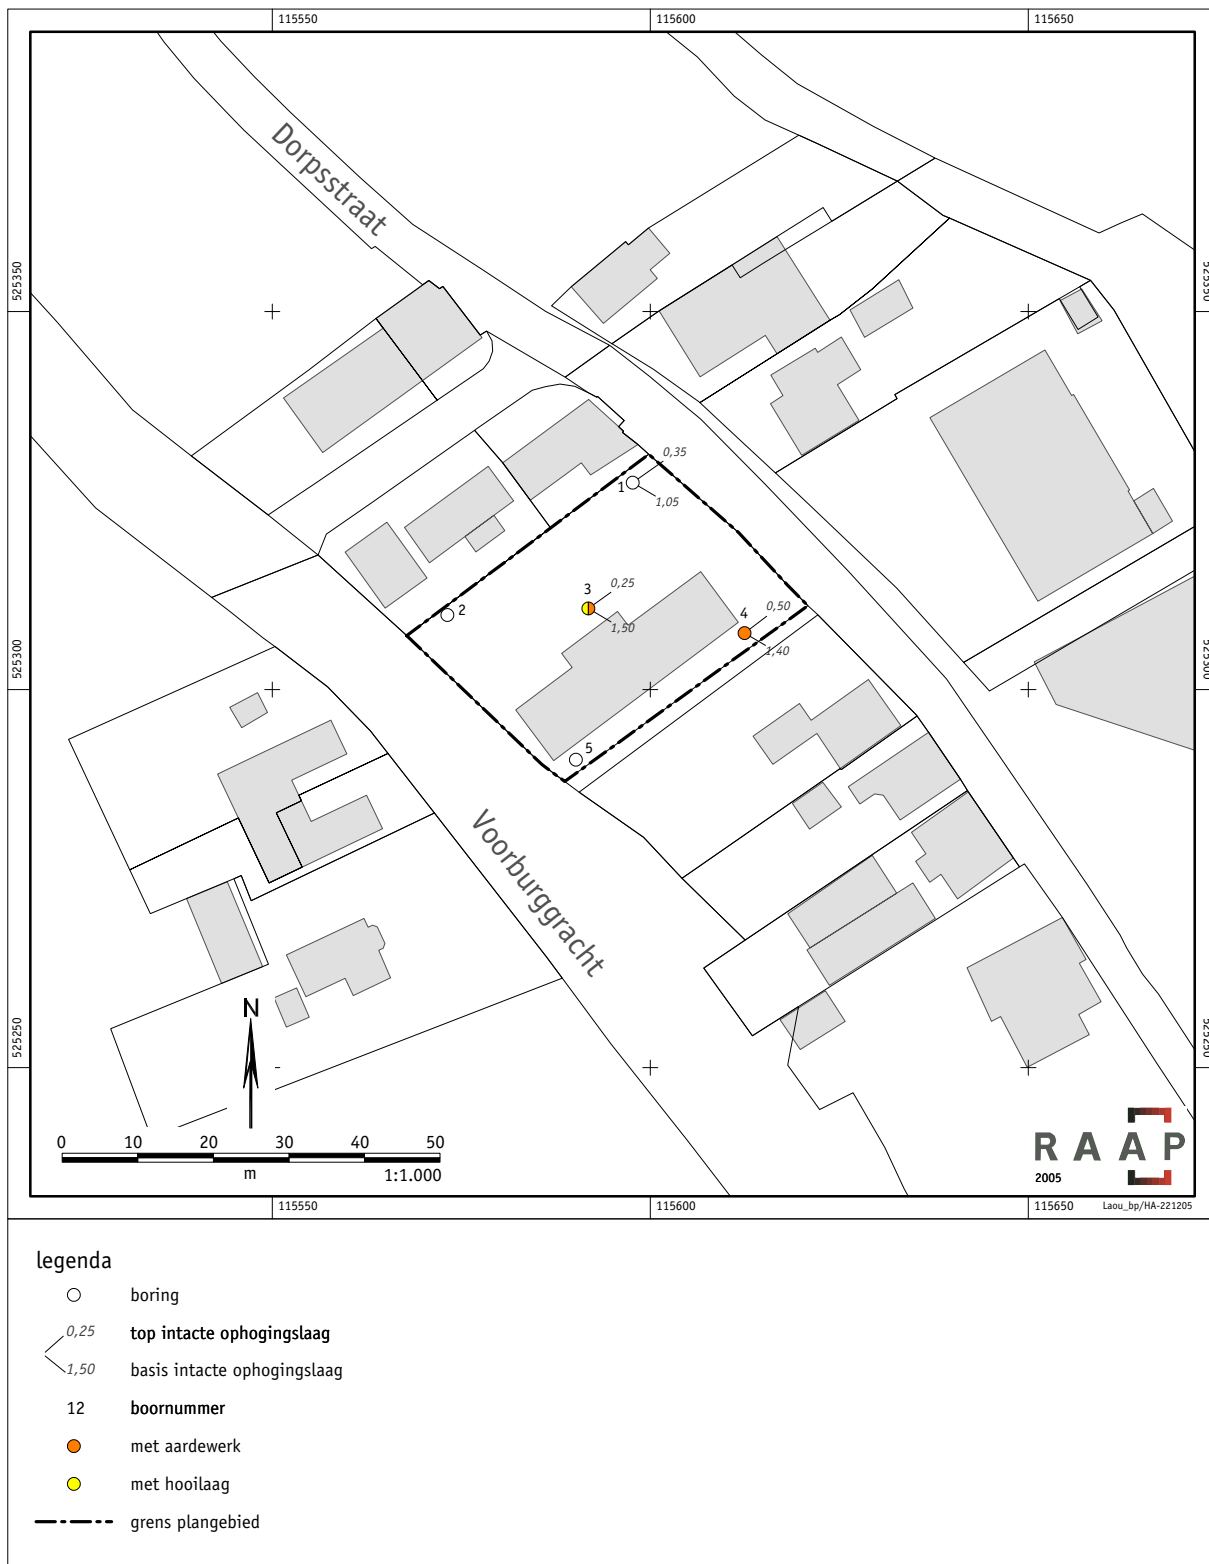 115550
115600
115650
Dorpsstraat
525350
525350
0,35
1
1,05
2
3
0,25
1,50
4
0,50
1,40
525300
525300
5
Voorburggracht
N
525250
525250
0 10 20 30 40 50
m
1:1.000
RAAP
2005
115550
115600
115650
Laou_bp/HA-221205
legenda
boring
0,25 top intacte ophogingslaag
1,50 basis intacte ophogingslaag
12 boornummer
met aardewerk
met hooilaag
grens plangebied